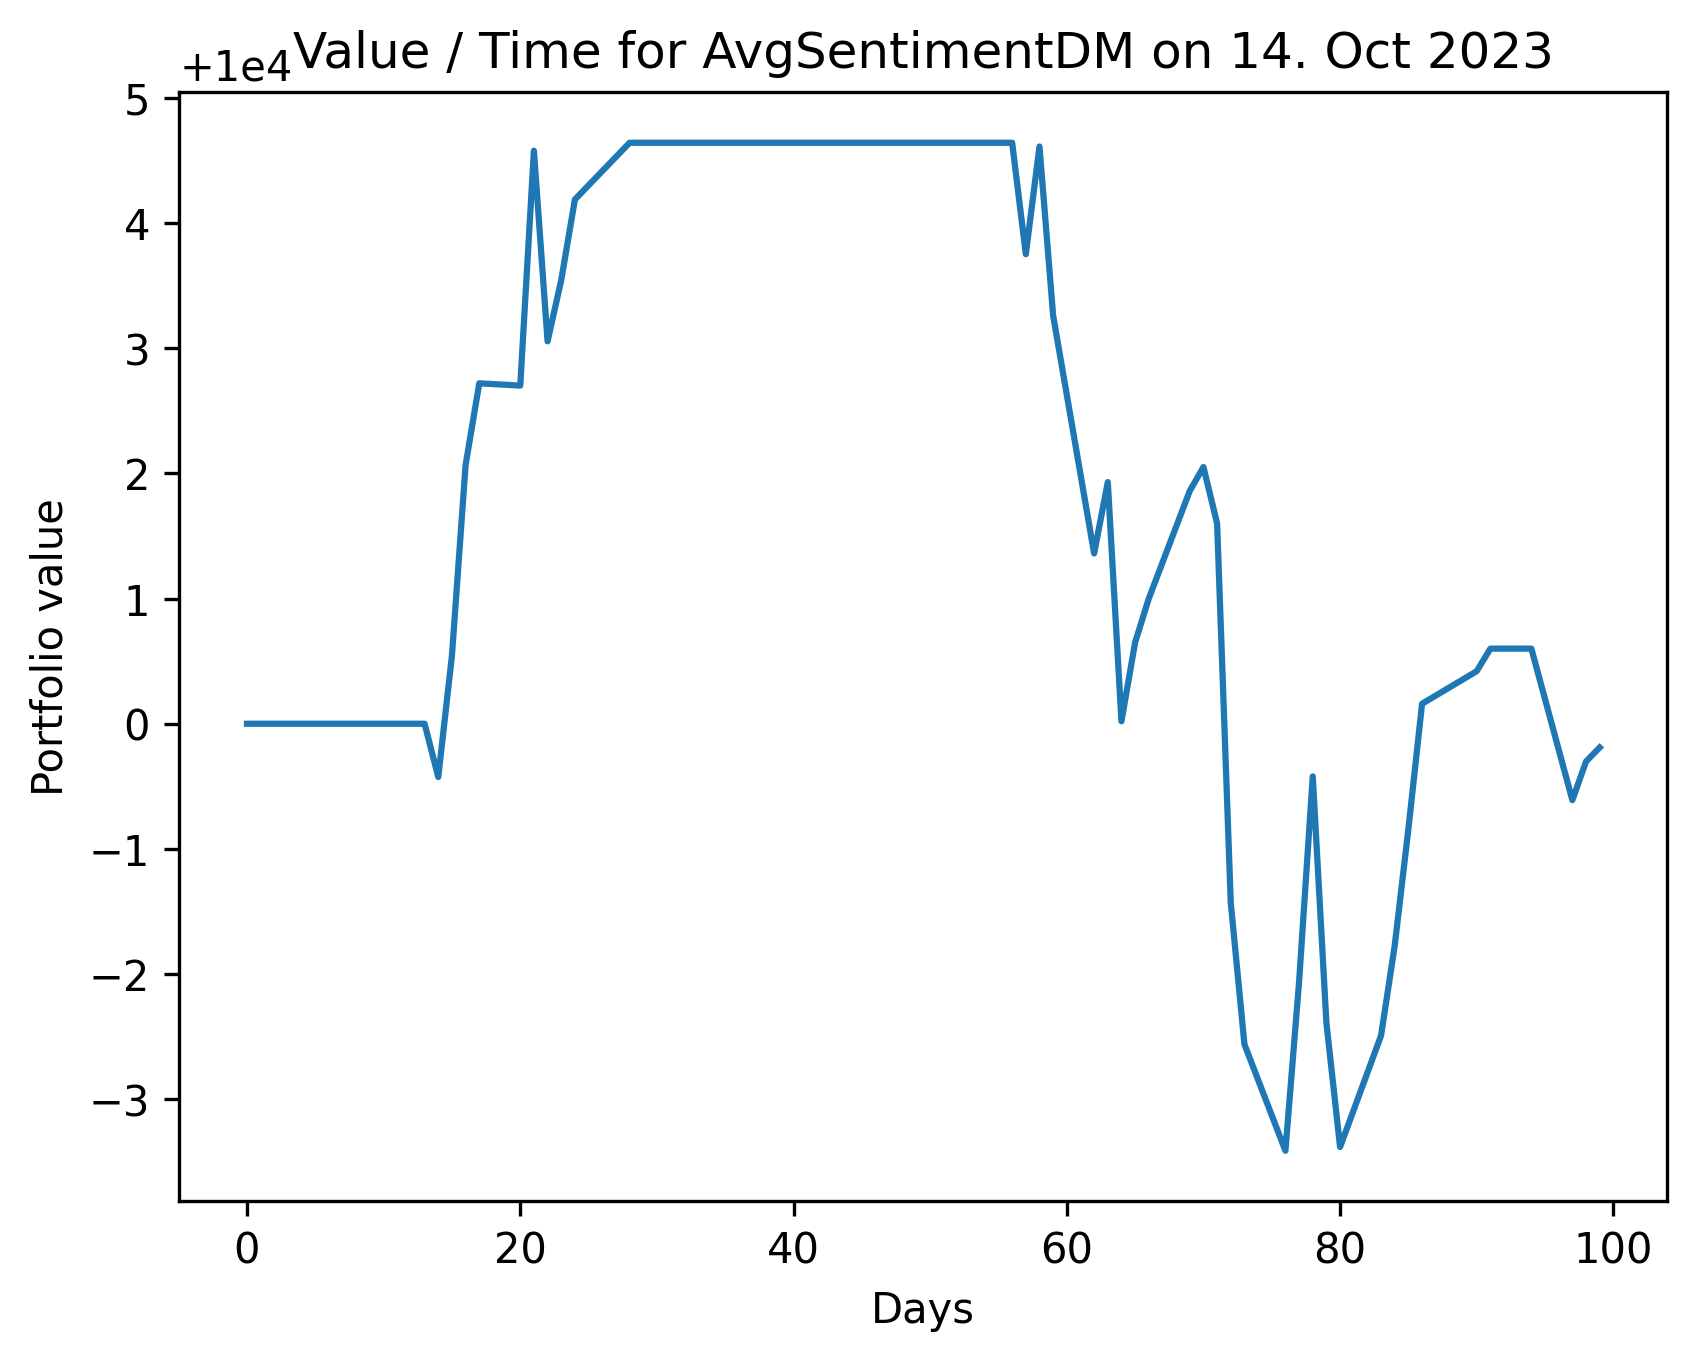 Value / Time for AvgSentimentDM on 14. Oct 2023
+1e4
5
4
3
2
1
0
−1
−2
−3
Portfolio value
0 20 40 60 80 100
Days